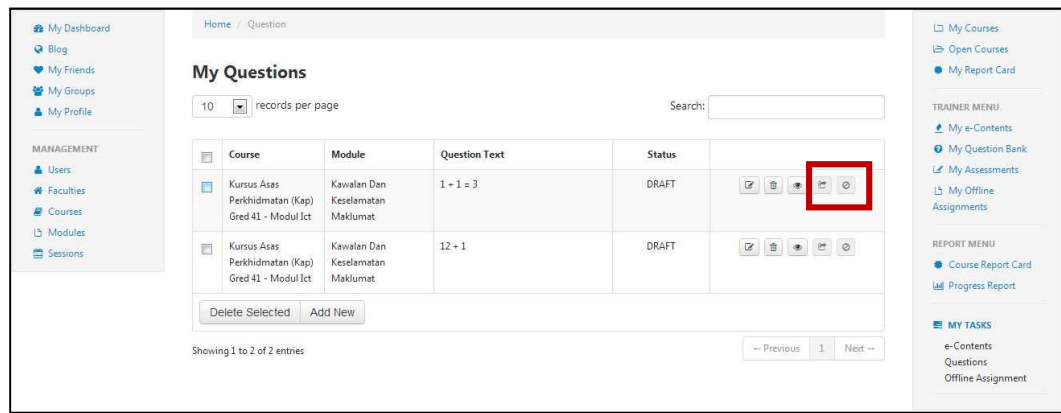 My Dashboard
Blog
My Friends
My Groups
My Profile
MANAGEMENT
Users
Faculties
Courses
Modules
Sessions
Home / Question
My Questions
10 records per page
Search:
Course Module Question Text Status
Kursus Asas Kawalan Dan 1 + 1 = 3 DRAFT
Perkhidmatan (Kap) Keselamatan
Gred 41 - Modul Ict Maklumat
Kursus Asas Kawalan Dan 12 + 1 DRAFT
Perkhidmatan (Kap) Keselamatan
Gred 41 - Modul Ict Maklumat
Delete Selected Add New
Showing 1 to 2 of 2 entries
← Previous 1 Next →
My Courses
Open Courses
My Report Card
TRAINER MENU
My e-Contents
My Question Bank
My Assessments
My Offline
Assignments
REPORT MENU
Course Report Card
Progress Report
MY TASKS
e-Contents
Questions
Offline Assignment